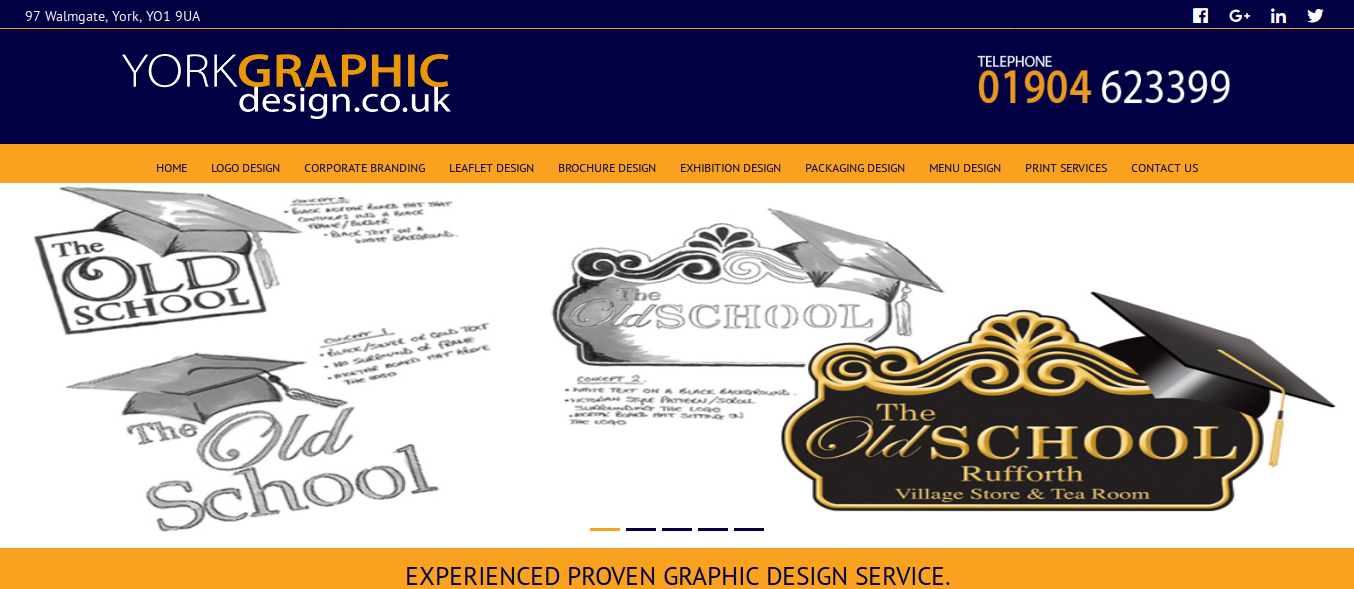 97 Walmgate, York, YO1 9UA
YORKGRAPHIC
design.co.uk
TELEPHONE
01904 623399
HOME LOGO DESIGN CORPORATE BRANDING LEAFLET DESIGN BROCHURE DESIGN EXHIBITION DESIGN PACKAGING DESIGN MENU DESIGN PRINT SERVICES CONTACT US
The
OLD
SCHOOL
CONCEPT 3.
• BLACK MORTAR BOARD HAT THAT
CONTINUES INTO A BLACK
FRAME/BORDER
• BLACK TEXT ON A
WHITE BACKGROUND.
CONCEPT 1
• BLACK/SILVER OR GOLD TEXT
• NO SURROUND OR FRAME
• MORTAR BOARD HAT ABOVE
THE LOGO
The
Old
School
The
Old SCHOOL
CONCEPT 2.
• WHITE TEXT ON A BLACK BACKGROUND.
• VICTORIAN STYLE PATTERN/SCROLL
SURROUNDING THE LOGO
• MORTAR BOARD HAT SITTING ON
THE LOGO.
The
Old SCHOOL
Rufforth
Village Store & Tea Room
EXPERIENCED PROVEN GRAPHIC DESIGN SERVICE.